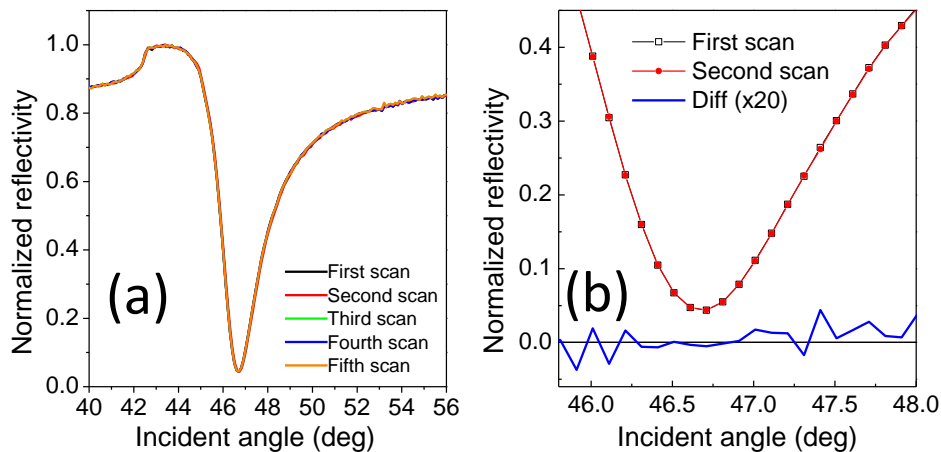 1.0
0.8
0.6
0.4
0.2
0.0
Normalized reflectivity
(a)
First scan
Second scan
Third scan
Fourth scan
Fifth scan
40 42 44 46 48 50 52 54 56
Incident angle (deg)
0.4
0.3
0.2
0.1
0.0
Normalized reflectivity
First scan
Second scan
Diff (x20)
(b)
46.0 46.5 47.0 47.5 48.0
Incident angle (deg)